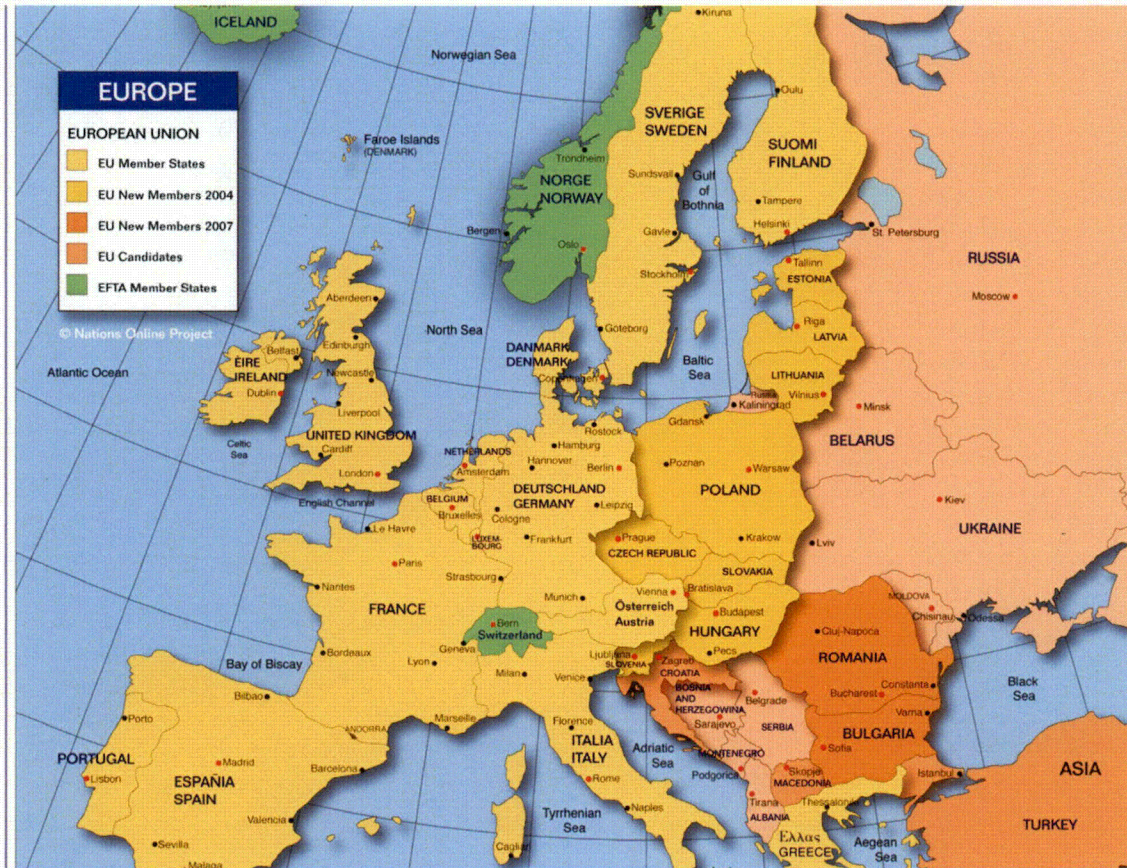 ICELAND
Kiruna
Norwegian Sea
EUROPE
EUROPEAN UNION
EU Member States
EU New Members 2004
EU New Members 2007
EU Candidates
EFTA Member States
© Nations Online Project
Faroe Islands
(DENMARK)
Oulu
SVERIGE
SWEDEN
SUOMI
FINLAND
Trondheim
NORGE
NORWAY
Sundsvall
Gulf
of
Bothnia
Tampere
Helsinki
Bergen
Gavle
St. Petersburg
Oslo
RUSSIA
Tallinn
ESTONIA
Stockholm
Moscow
Aberdeen
North Sea
Göteborg
Riga
LATVIA
Edinburgh
Belfast
ÉIRE
IRELAND
Newcastle
DANMARK
DENMARK
Copenhagen
Baltic
Sea
LITHUANIA
Atlantic Ocean
Dublin
Liverpool
Russia
Kaliningrad
Vilnius
Minsk
Gdansk
Rostock
BELARUS
Celtic
Sea
UNITED KINGDOM
Cardiff
London
NETHERLANDS
Amsterdam
Hamburg
Hannover
Berlin
Poznan
Warsaw
POLAND
English Channel
BELGIUM
Bruxelles
DEUTSCHLAND
GERMANY
Leipzig
Cologne
Kiev
UKRAINE
Le Havre
LUXEM-
BOURG
Frankfurt
Prague
CZECH REPUBLIC
Krakow
Lviv
Paris
Strasbourg
SLOVAKIA
Nantes
Munich
Vienna
Bratislava
Österreich
Austria
MOLDOVA
Chisinau
Odessa
FRANCE
Bern
Switzerland
Budapest
HUNGARY
Cluj-Napoca
Geneva
Ljubljana
SLOVENIA
Pecs
ROMANIA
Bay of Biscay
Bordeaux
Lyon
Milan
Venice
Zagreb
CROATIA
Bilbao
BOSNIA
AND
HERZEGOWINA
Belgrade
Bucharest
Constanta
Black
Sea
Porto
Marseille
Florence
Sarajevo
SERBIA
Varna
ANDORRA
ITALIA
ITALY
Adriatic
Sea
MONTENEGRO
BULGARIA
Sofia
PORTUGAL
Lisbon
Madrid
Barcelona
Rome
Podgorica
Skopje
MACEDONIA
Istanbul
ASIA
ESPAÑIA
SPAIN
Naples
Tirana
ALBANIA
Thessalonie
Valencia
Tyrrhenian
Sea
TURKEY
Sevilla
Cagliari
Ελλας
GREECE
Aegean
Sea
Malaga